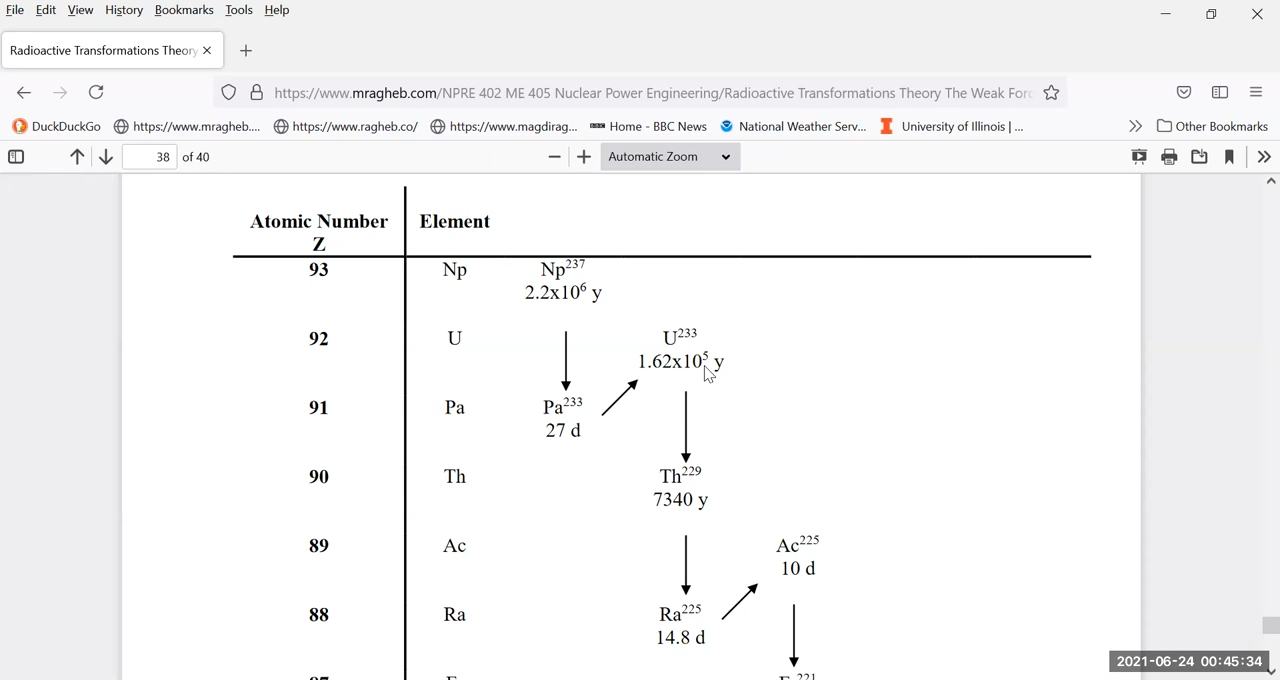 File Edit View History Bookmarks Tools Help
Radioactive Transformations Theory
https://www.mragheb.com/NPRE 402 ME 405 Nuclear Power Engineering/Radioactive Transformations Theory The Weak Forc
DuckDuckGo https://www.mragheb.... https://www.ragheb.co/ https://www.magdirag... BBC Home - BBC News National Weather Serv... University of Illinois |... Other Bookmarks
38 of 40 Automatic Zoom
Atomic Number Element
Z
93 Np Np²³⁷
2.2x10⁶ y
92 U U²³³
1.62x10⁵ y
91 Pa Pa²³³
27 d
90 Th Th²²⁹
7340 y
89 Ac Ac²²⁵
10 d
88 Ra Ra²²⁵
14.8 d
2021-06-24 00:45:34